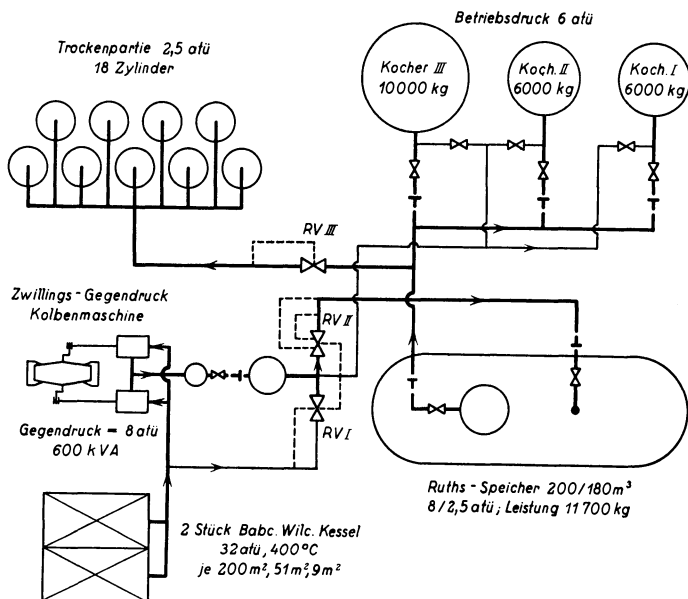 Betriebsdruck 6 atü
Trockenpartie 2,5 atü
18 Zylinder
Kocher III
10000 kg
Koch. II
6000 kg
Koch. I
6000 kg
RV III
Zwillings - Gegendruck
Kolbenmaschine
RV II
Gegendruck = 8 atü
600 kVA
RV I
Ruths - Speicher 200/180m³
8/2,5 atü; Leistung 11 700 kg
2 Stück Babc. Wilc. Kessel
32 atü, 400°C
je 200 m², 51 m², 9 m²